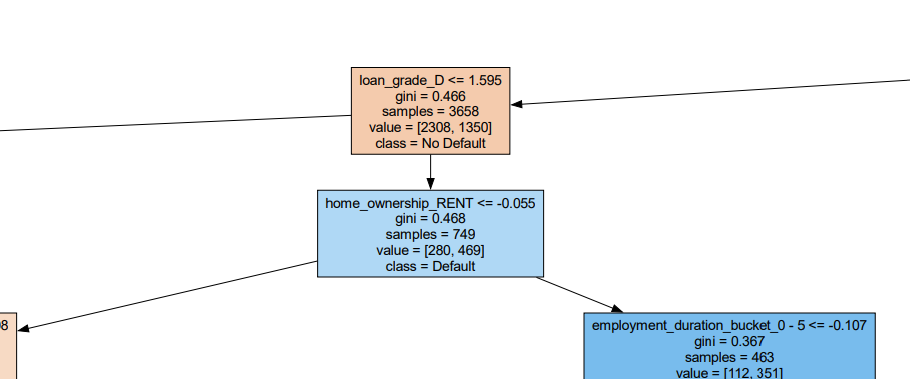 loan_grade_D <= 1.595
gini = 0.466
samples = 3658
value = [2308, 1350]
class = No Default
home_ownership_RENT <= -0.055
gini = 0.468
samples = 749
value = [280, 469]
class = Default
8
employment_duration_bucket_0 - 5 <= -0.107
gini = 0.367
samples = 463
value = [112, 351]